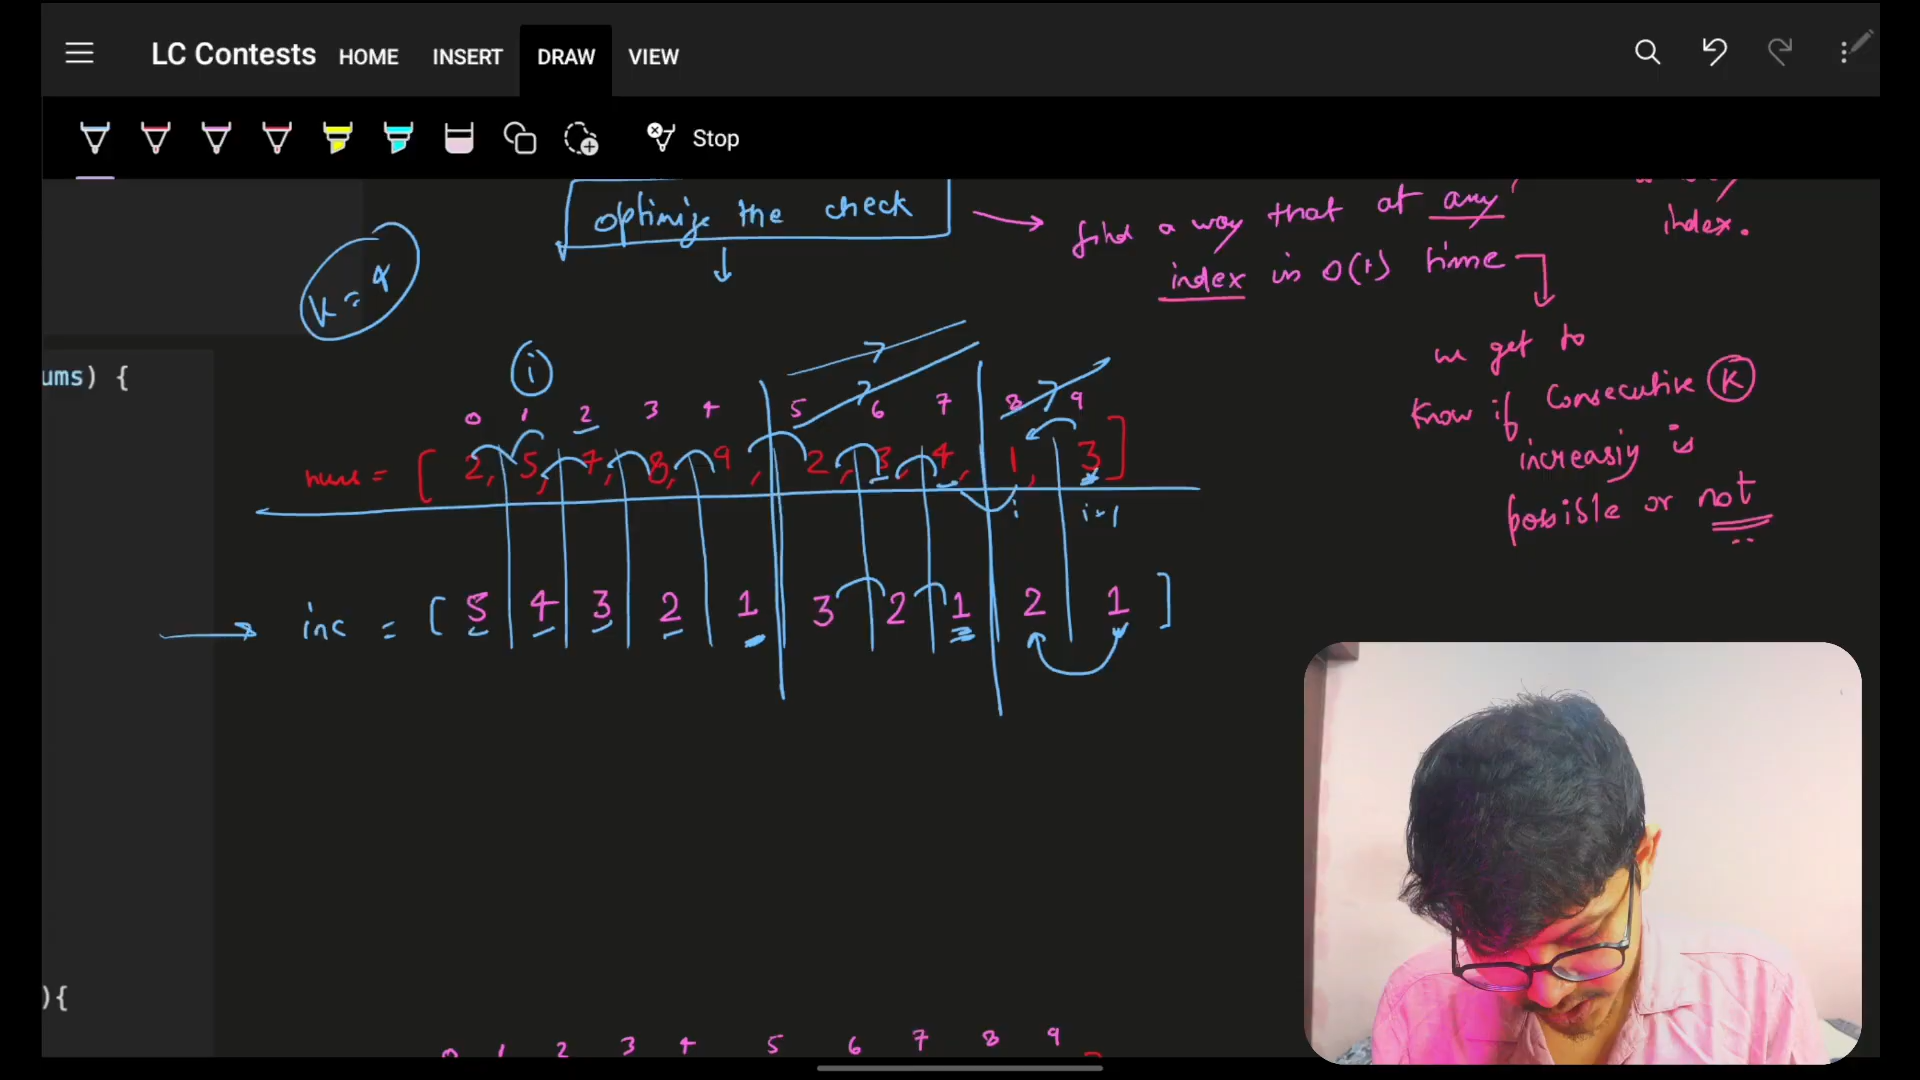 LC Contests HOME INSERT DRAW VIEW
Stop
optimize the check
find a way that at any
index in O(1) time
index.
we get to
know if consecutive K
increasing is
possible or not
K = 4
ums) {
i
0 1 2 3 4 5 6 7 8 9
nums = [ 2, 5, 7, 8, 9, 2, 3, 4, 1, 3 ]
i i+1
inc = [ 5 4 3 2 1 3 2 1 2 1 ]
){
0 1 2 3 4 5 6 7 8 9